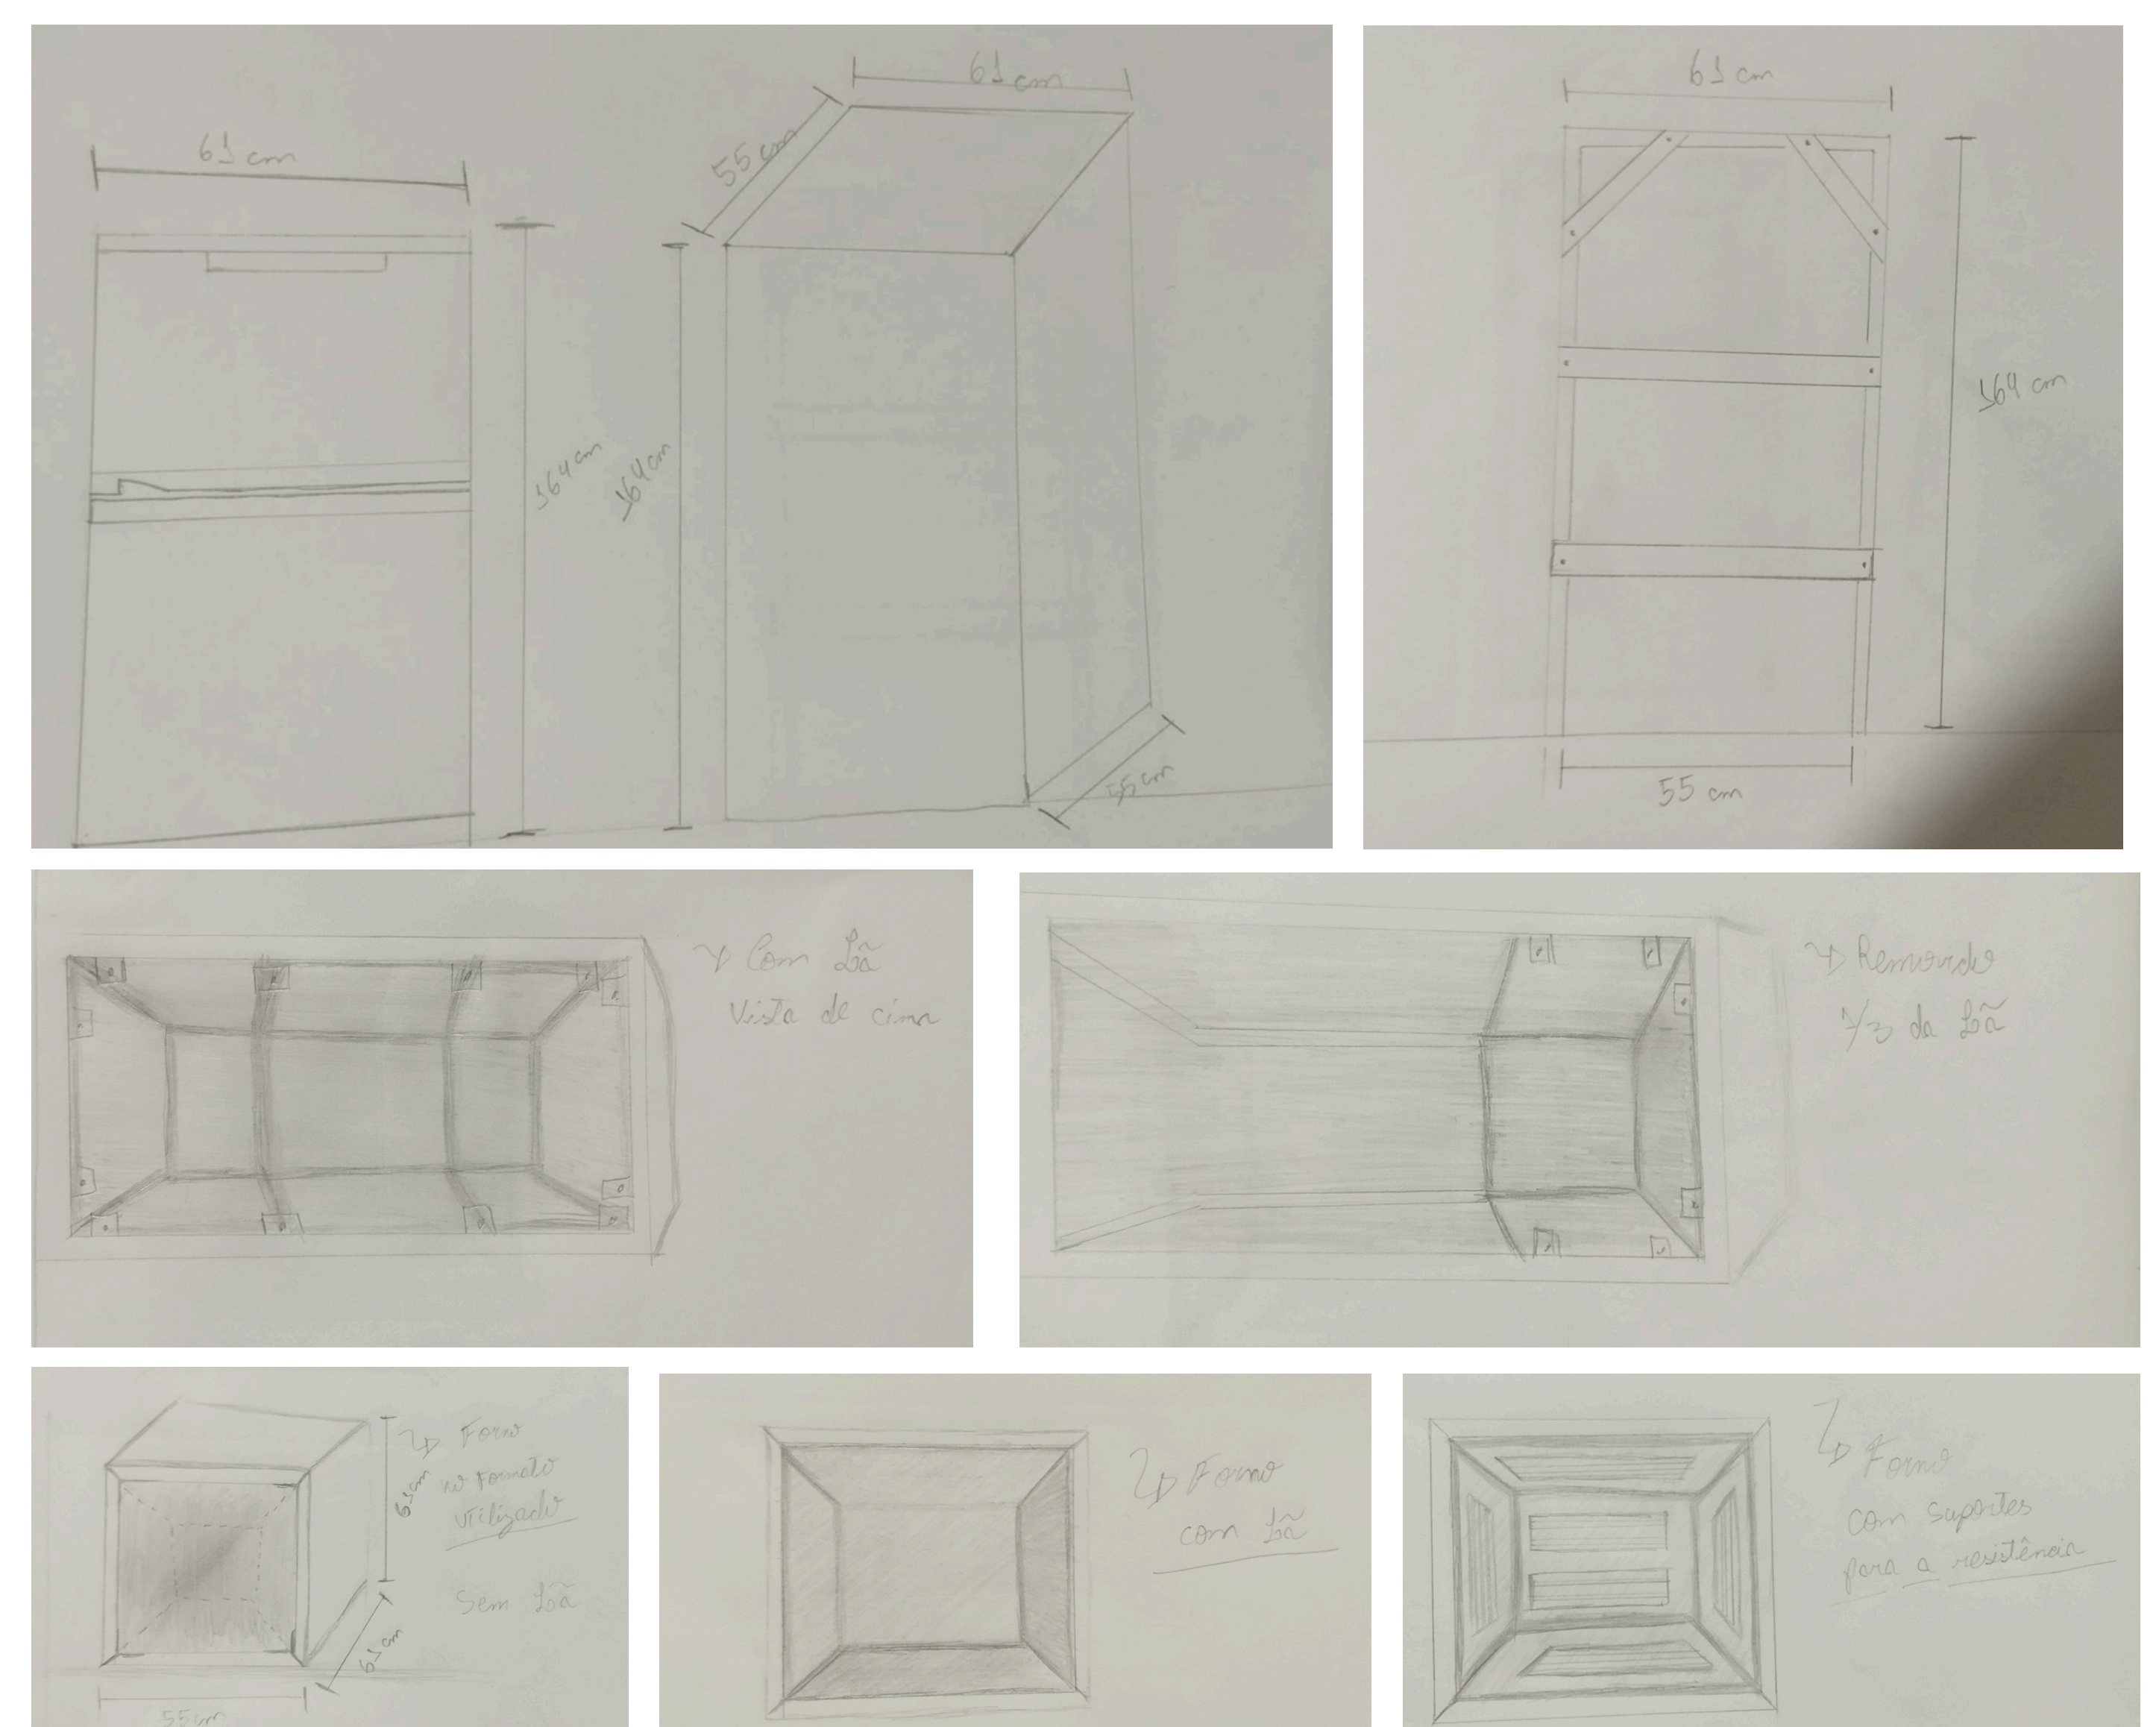 61 cm
164 cm
55 cm
61 cm
164 cm
55 cm
61 cm
164 cm
55 cm
Com Lã
Vista de cima
Removido
1/3 da Lã
Forno
no Formato
utilizado
Sem Lã
61 cm
55 cm
Forno
com Lã
Forno
com suportes
para a resistência